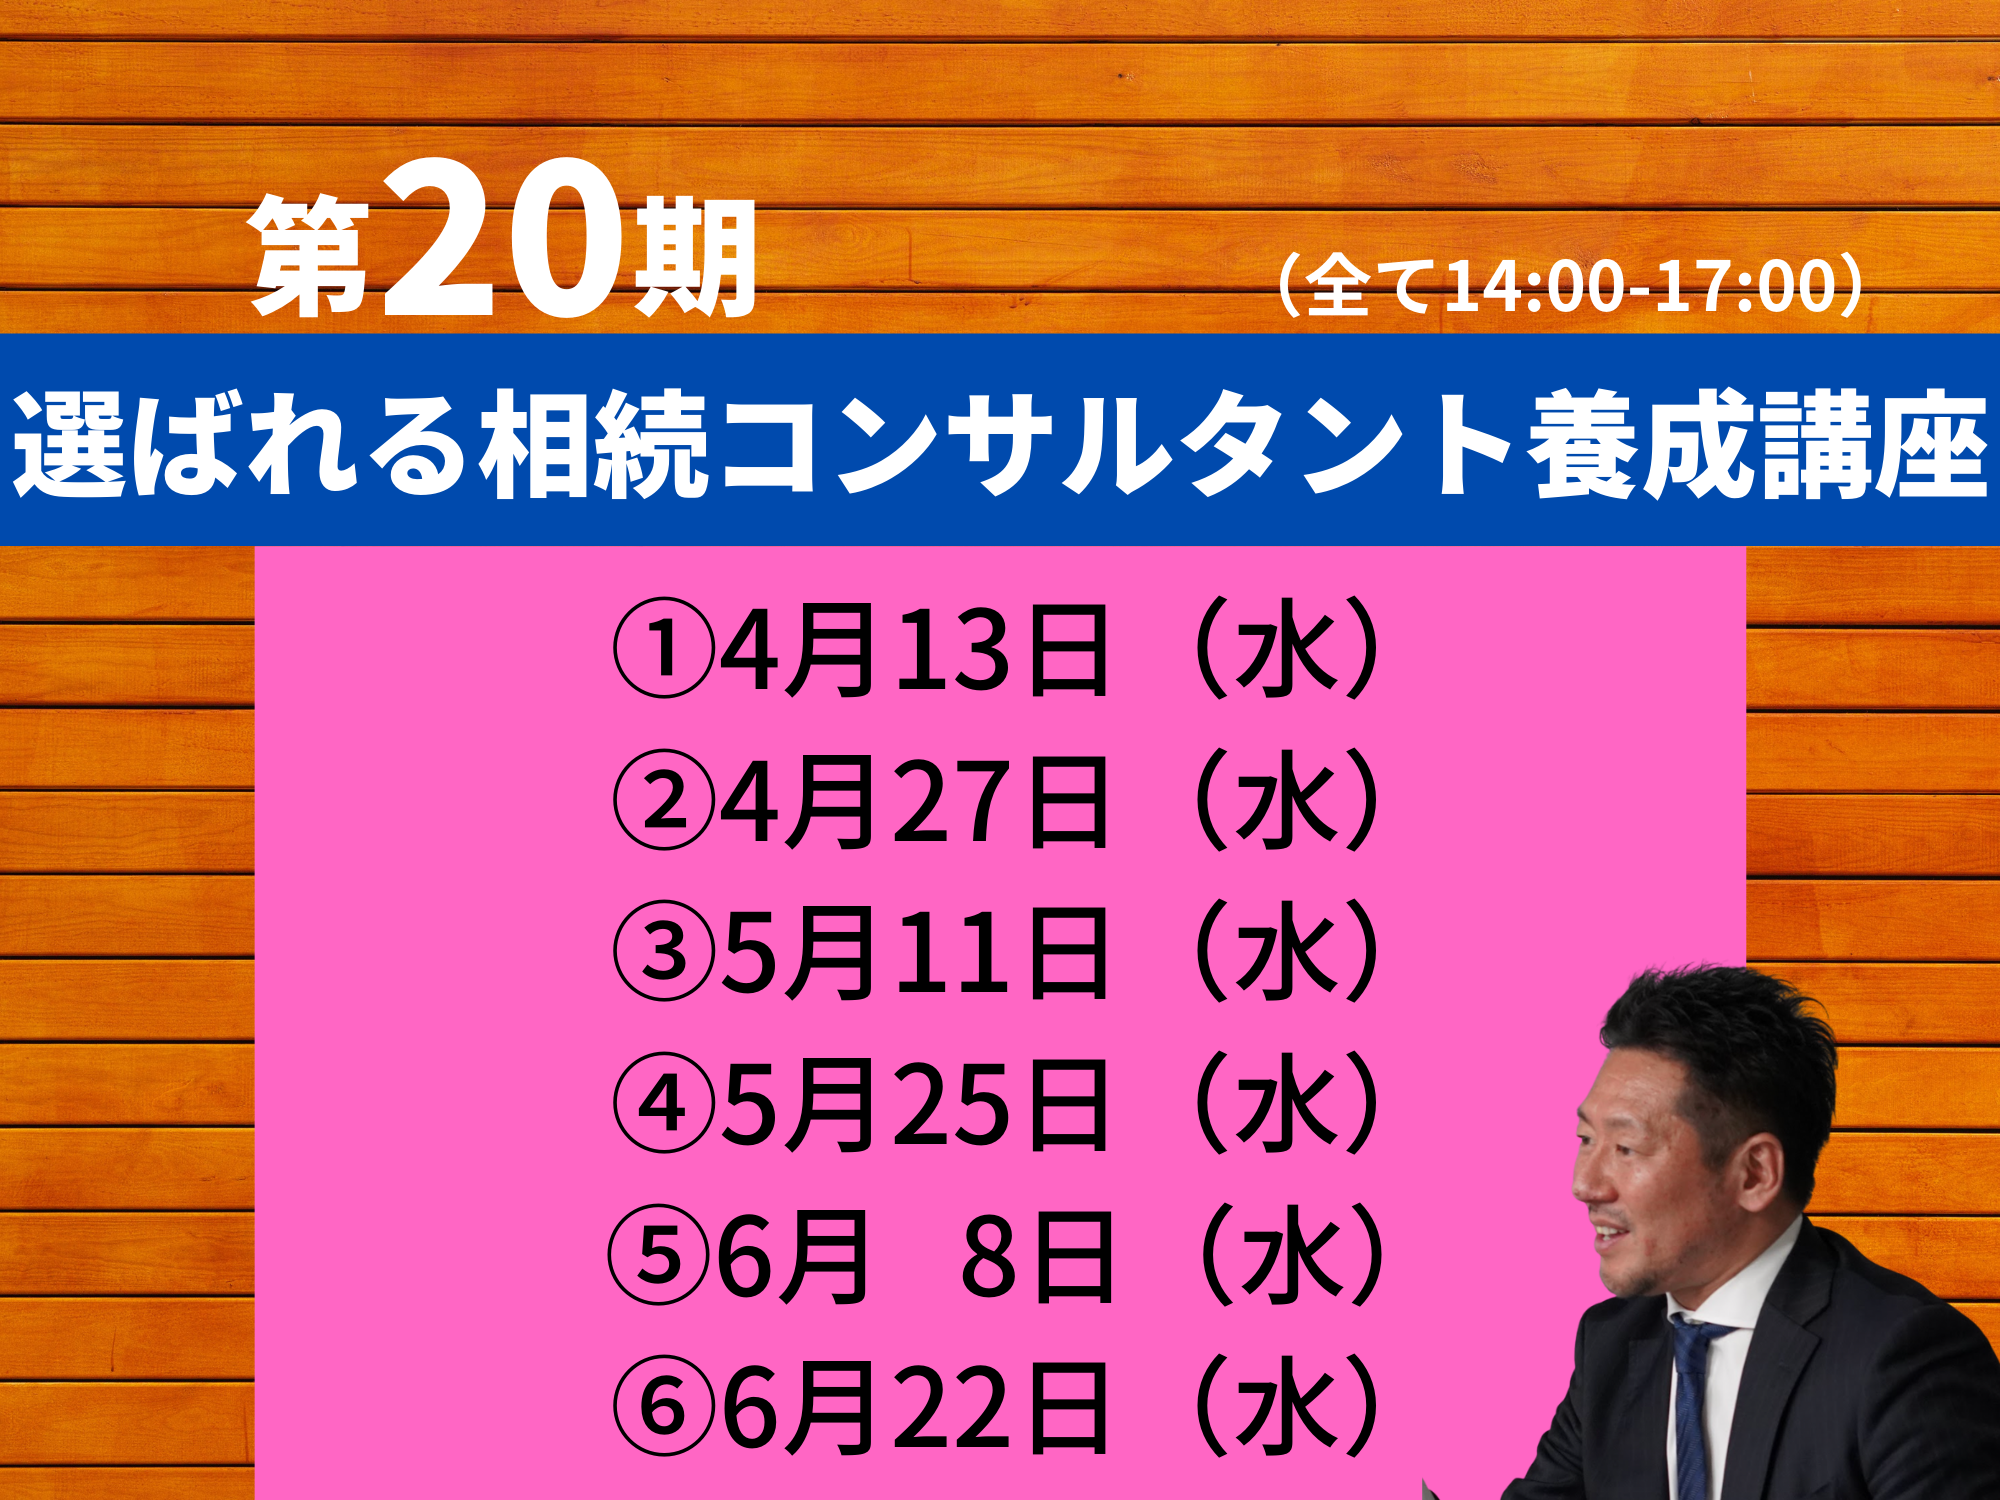 第20期
（全て14:00-17:00）
選ばれる相続コンサルタント養成講座
①4月13日（水）
②4月27日（水）
③5月11日（水）
④5月25日（水）
⑤6月 8日（水）
⑥6月22日（水）